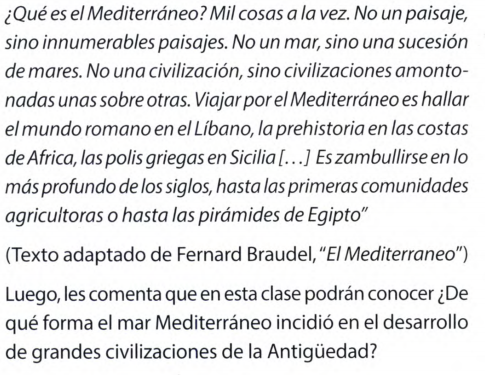 ¿Qué es el Mediterráneo? Mil cosas a la vez. No un paisaje,
sino innumerables paisajes. No un mar, sino una sucesión
de mares. No una civilización, sino civilizaciones amonto-
nadas unas sobre otras. Viajar por el Mediterráneo es hallar
el mundo romano en el Líbano, la prehistoria en las costas
de Africa, las polis griegas en Sicilia [...] Es zambullirse en lo
más profundo de los siglos, hasta las primeras comunidades
agricultoras o hasta las pirámides de Egipto"
(Texto adaptado de Fernard Braudel, "El Mediterraneo")
Luego, les comenta que en esta clase podrán conocer ¿De
qué forma el mar Mediterráneo incidió en el desarrollo
de grandes civilizaciones de la Antigüedad?